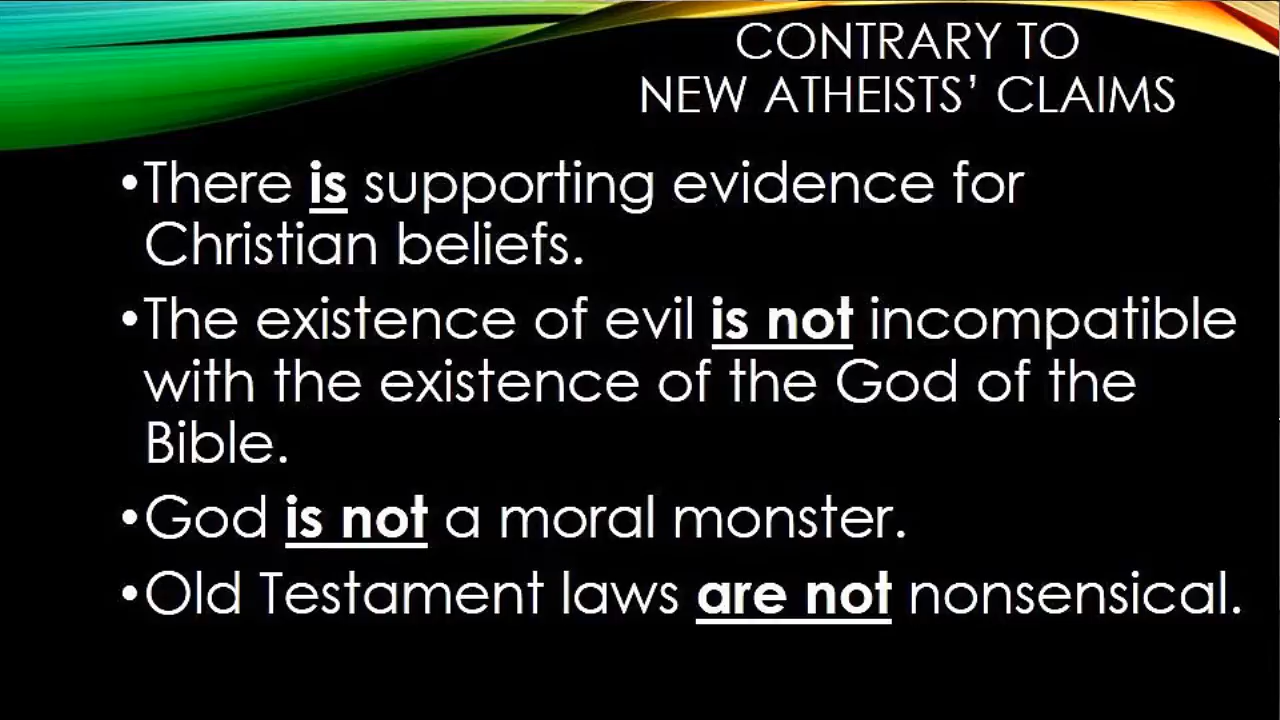 CONTRARY TO
NEW ATHEISTS’ CLAIMS
•There is supporting evidence for
Christian beliefs.
•The existence of evil is not incompatible
with the existence of the God of the
Bible.
•God is not a moral monster.
•Old Testament laws are not nonsensical.